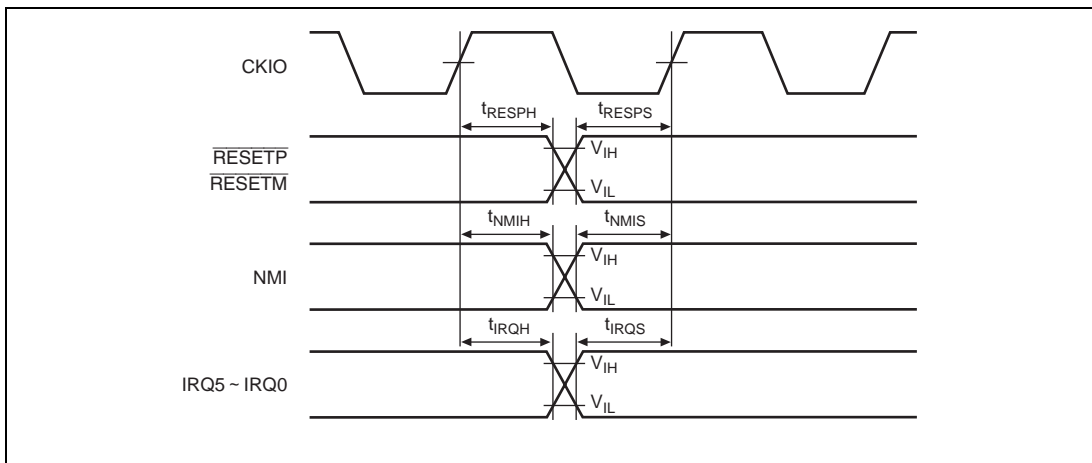 CKIO
tRESPH tRESPS
RESETP
RESETM
VIH
VIL
tNMIH tNMIS
NMI
VIH
VIL
tIRQH tIRQS
IRQ5 ~ IRQ0
VIH
VIL